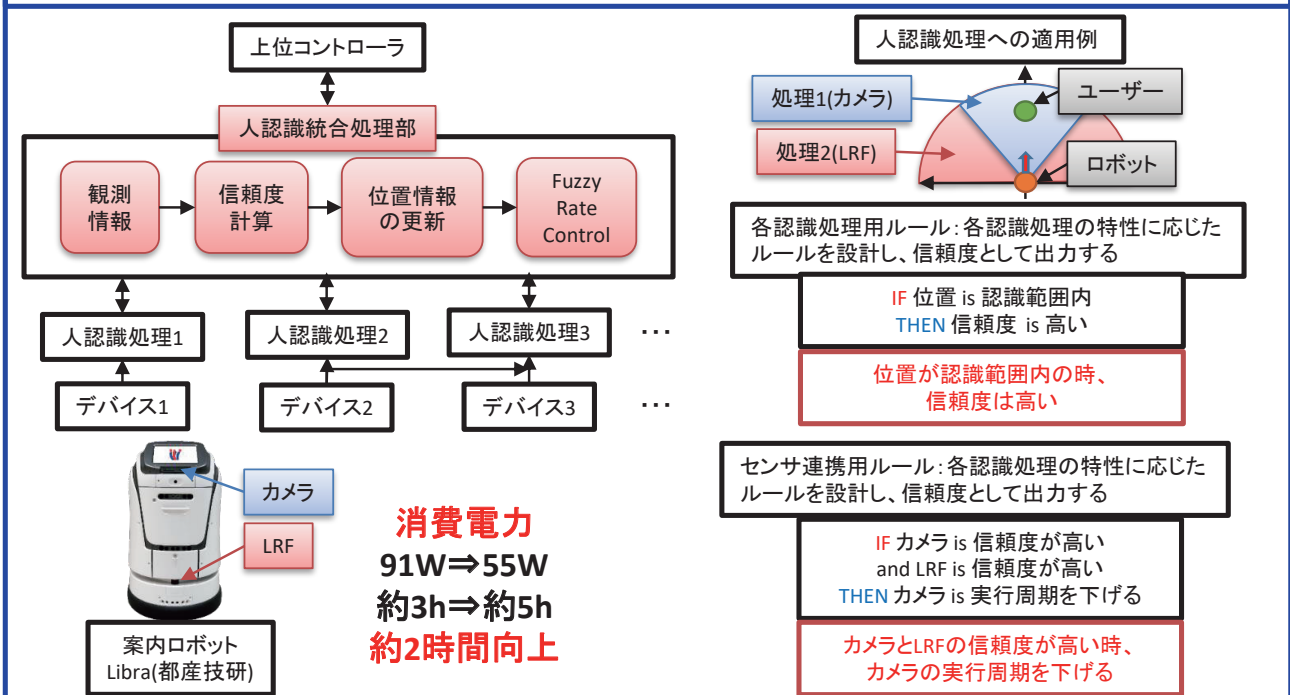 上位コントローラ
人認識統合処理部
観測
情報
信頼度
計算
位置情報
の更新
Fuzzy
Rate
Control
人認識処理1
人認識処理2
人認識処理3
…
デバイス1
デバイス2
デバイス3
…
カメラ
LRF
案内ロボット
Libra(都産技研)
消費電力
91W⇒55W
約3h⇒約5h
約2時間向上
人認識処理への適用例
処理1(カメラ)
ユーザー
処理2(LRF)
ロボット
各認識処理用ルール：各認識処理の特性に応じた
ルールを設計し、信頼度として出力する
IF 位置 is 認識範囲内
THEN 信頼度 is 高い
位置が認識範囲内の時、
信頼度は高い
センサ連携用ルール：各認識処理の特性に応じた
ルールを設計し、信頼度として出力する
IF カメラ is 信頼度が高い
and LRF is 信頼度が高い
THEN カメラ is 実行周期を下げる
カメラとLRFの信頼度が高い時、
カメラの実行周期を下げる